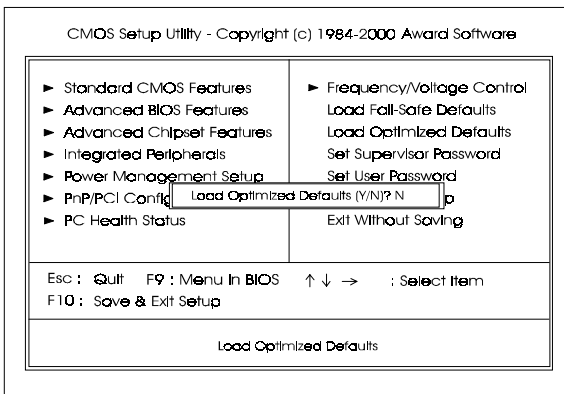 CMOS Setup Utility - Copyright (c) 1984-2000 Award Software
► Standard CMOS Features
► Advanced BIOS Features
► Advanced Chipset Features
► Integrated Peripherals
► Power Management Setup
► PnP/PCI Config
► PC Health Status
► Frequency/Voltage Control
Load Fail-Safe Defaults
Load Optimized Defaults
Set Supervisor Password
Set User Password
p
Exit Without Saving
Load Optimized Defaults (Y/N)? N
Esc : Quit F9 : Menu in BIOS ↑ ↓ → : Select Item
F10 : Save & Exit Setup
Load Optimized Defaults